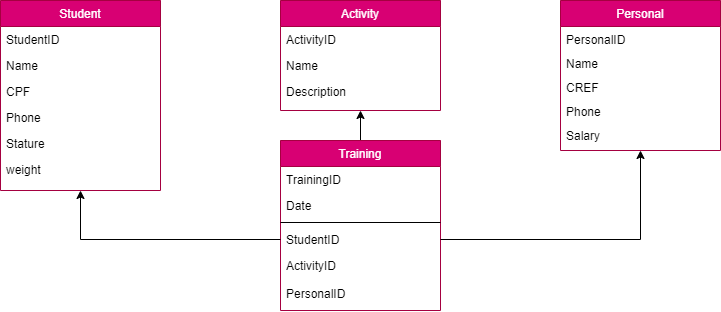 Student
StudentID
Name
CPF
Phone
Stature
weight
Activity
ActivityID
Name
Description
Personal
PersonalID
Name
CREF
Phone
Salary
Training
TrainingID
Date
StudentID
ActivityID
PersonalID